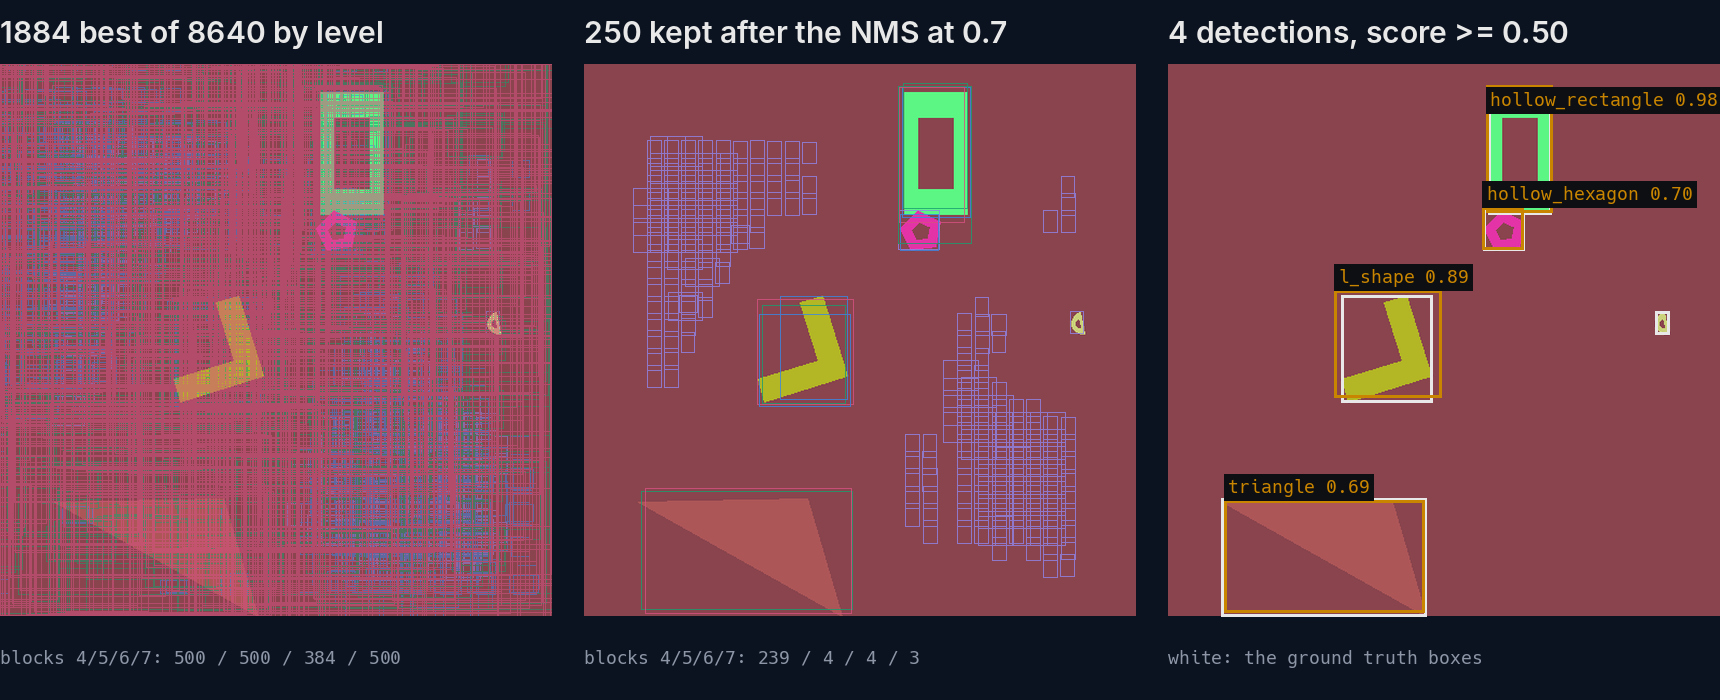 1884 best of 8640 by level
250 kept after the NMS at 0.7
4 detections, score >= 0.50
hollow_rectangle 0.98
hollow_hexagon 0.70
l_shape 0.89
triangle 0.69
blocks 4/5/6/7: 500 / 500 / 384 / 500
blocks 4/5/6/7: 239 / 4 / 4 / 3
white: the ground truth boxes